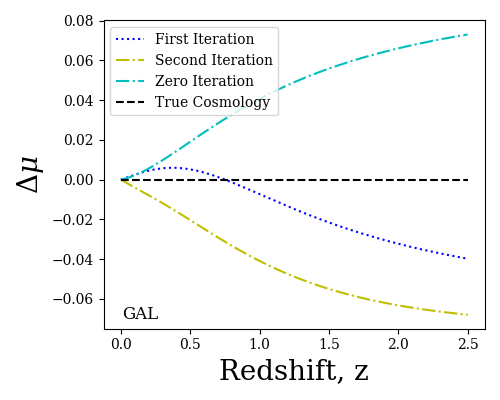 0.08
0.06
0.04
0.02
0.00
−0.02
−0.04
−0.06
Δμ
First Iteration
Second Iteration
Zero Iteration
True Cosmology
GAL
0.0 0.5 1.0 1.5 2.0 2.5
Redshift, z